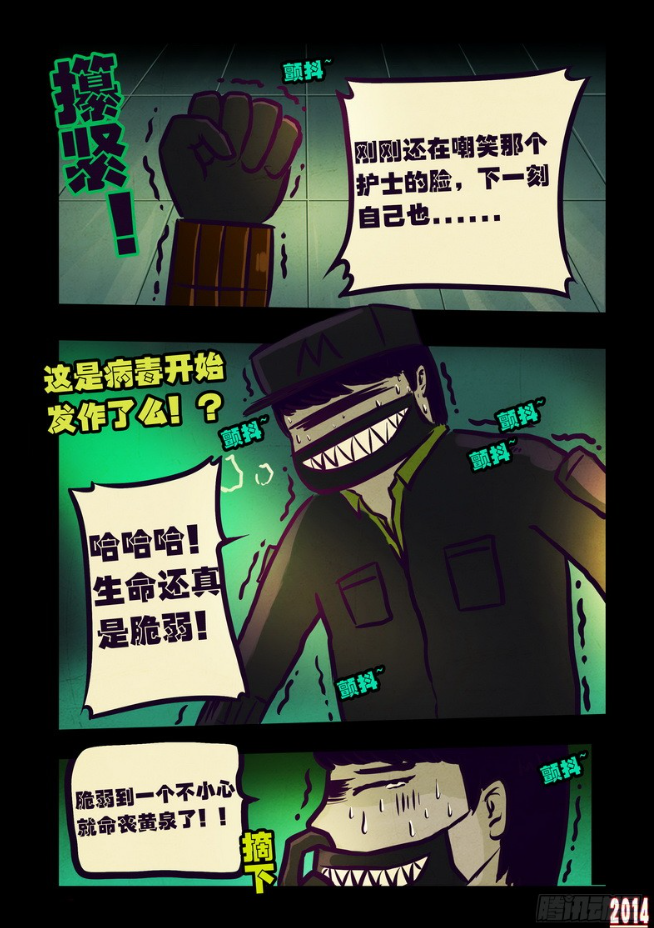 攥紧！
颤抖~
刚刚还在嘲笑那个
护士的脸，下一刻
自己也......
这是病毒开始
发作了么！？
颤抖~
颤抖~
颤抖~
哈哈哈！
生命还真
是脆弱！
颤抖~
脆弱到一个不小心
就命丧黄泉了！！
颤抖~
摘下
腾讯动
2014